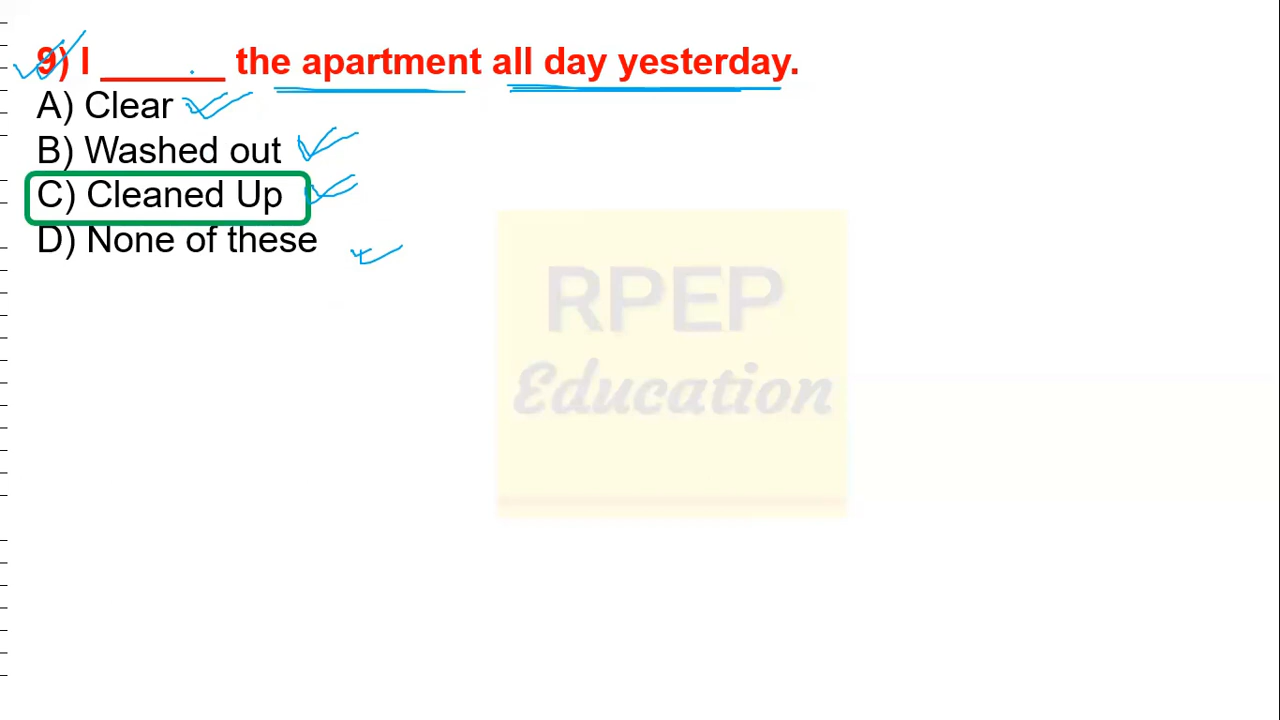 9) I _______ the apartment all day yesterday.
A) Clear
B) Washed out
C) Cleaned Up
D) None of these
RPEP
Education